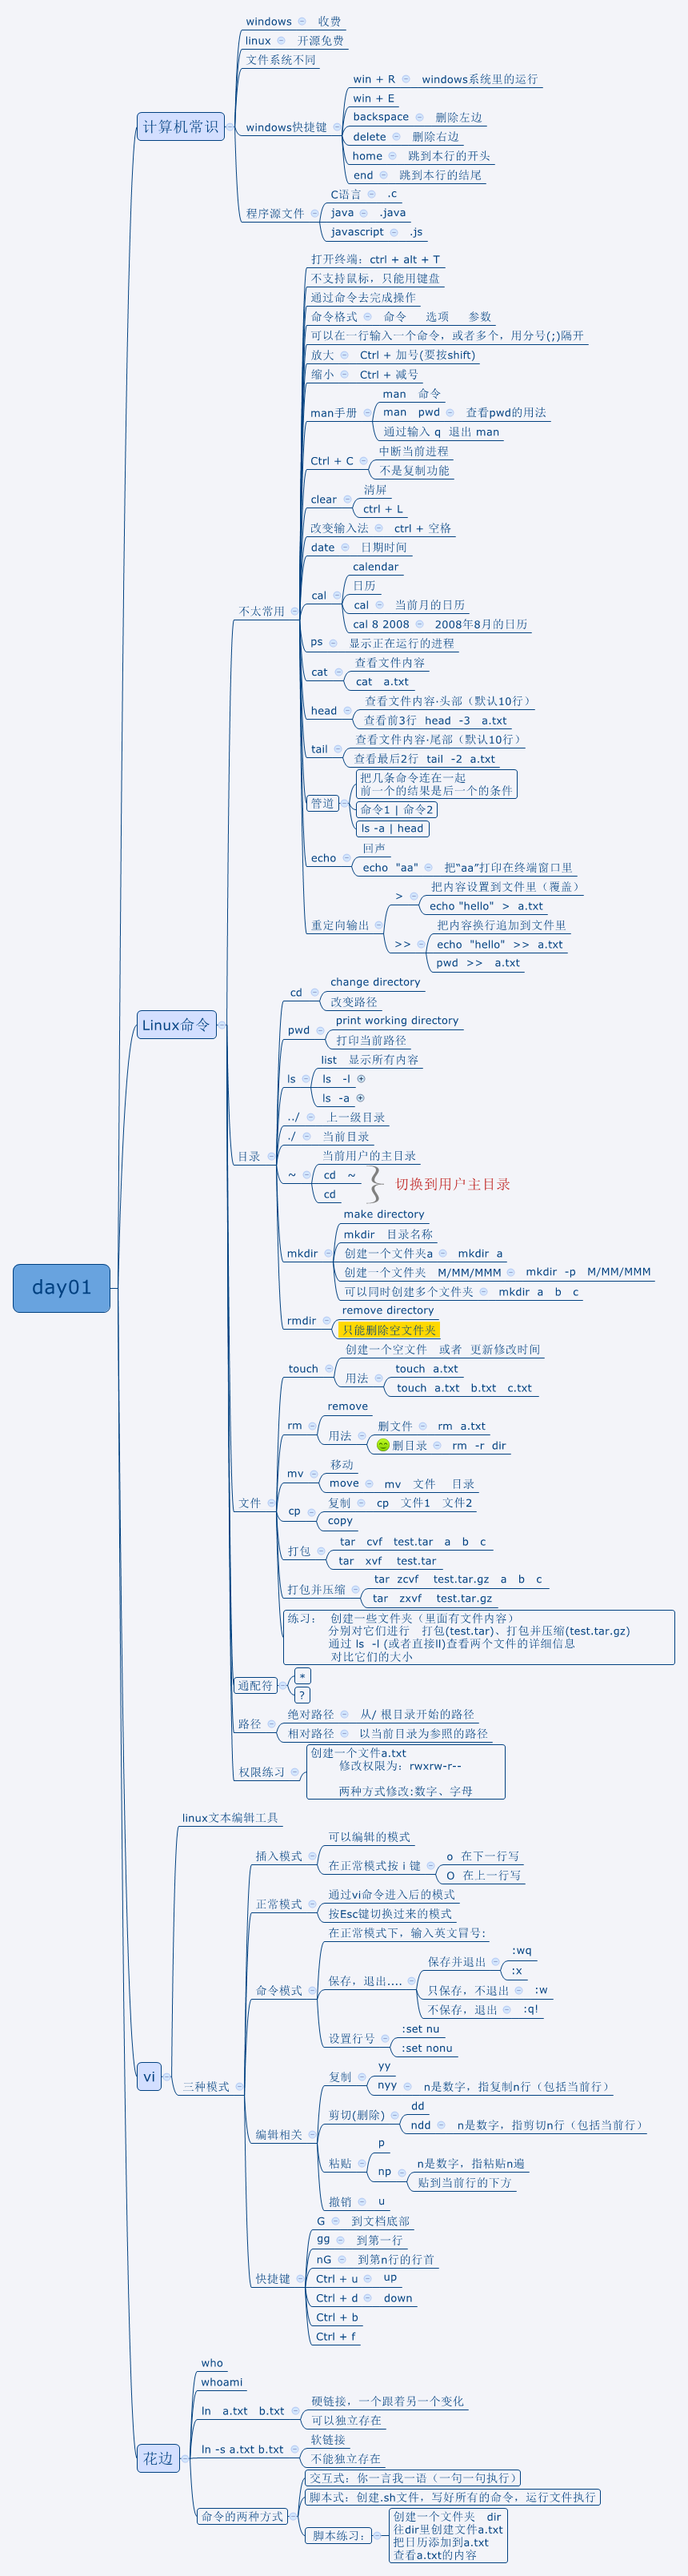 day01
计算机常识
windows 收费
linux 开源免费
文件系统不同
windows快捷键
win + R windows系统里的运行
win + E
backspace 删除左边
delete 删除右边
home 跳到本行的开头
end 跳到本行的结尾
程序源文件
C语言 .c
java .java
javascript .js
Linux命令
不太常用
打开终端：ctrl + alt + T
不支持鼠标，只能用键盘
通过命令去完成操作
命令格式 命令 选项 参数
可以在一行输入一个命令，或者多个，用分号(;)隔开
放大 Ctrl + 加号(要按shift)
缩小 Ctrl + 减号
man手册
man 命令
man pwd 查看pwd的用法
通过输入 q 退出 man
Ctrl + C
中断当前进程
不是复制功能
clear
清屏
ctrl + L
改变输入法 ctrl + 空格
date 日期时间
cal
calendar
日历
cal 当前月的日历
cal 8 2008 2008年8月的日历
ps 显示正在运行的进程
cat
查看文件内容
cat a.txt
head
查看文件内容·头部（默认10行）
查看前3行 head -3 a.txt
tail
查看文件内容·尾部（默认10行）
查看最后2行 tail -2 a.txt
管道
把几条命令连在一起
前一个的结果是后一个的条件
命令1 | 命令2
ls -a | head
echo
回声
echo "aa" 把“aa”打印在终端窗口里
重定向输出
>
把内容设置到文件里（覆盖）
echo "hello" > a.txt
>>
把内容换行追加到文件里
echo "hello" >> a.txt
pwd >> a.txt
目录
cd
change directory
改变路径
pwd
print working directory
打印当前路径
ls
list 显示所有内容
ls -l
ls -a
../ 上一级目录
./ 当前目录
~
当前用户的主目录
cd ~
cd
切换到用户主目录
mkdir
make directory
mkdir 目录名称
创建一个文件夹a mkdir a
创建一个文件夹 M/MM/MMM mkdir -p M/MM/MMM
可以同时创建多个文件夹 mkdir a b c
rmdir
remove directory
只能删除空文件夹
文件
touch
创建一个空文件 或者 更新修改时间
用法
touch a.txt
touch a.txt b.txt c.txt
rm
remove
用法
删文件 rm a.txt
删目录 rm -r dir
mv
移动
move mv 文件 目录
cp
复制 cp 文件1 文件2
copy
打包
tar cvf test.tar a b c
tar xvf test.tar
打包并压缩
tar zcvf test.tar.gz a b c
tar zxvf test.tar.gz
练习： 创建一些文件夹（里面有文件内容）
分别对它们进行 打包(test.tar)、打包并压缩(test.tar.gz)
通过 ls -l (或者直接ll)查看两个文件的详细信息
对比它们的大小
通配符
*
?
路径
绝对路径 从/ 根目录开始的路径
相对路径 以当前目录为参照的路径
权限练习
创建一个文件a.txt
修改权限为：rwxrw-r--
两种方式修改:数字、字母
vi
linux文本编辑工具
三种模式
插入模式
可以编辑的模式
在正常模式按 i 键
o 在下一行写
O 在上一行写
正常模式
通过vi命令进入后的模式
按Esc键切换过来的模式
命令模式
在正常模式下，输入英文冒号:
保存，退出....
保存并退出
:wq
:x
只保存，不退出 :w
不保存，退出 :q!
设置行号
:set nu
:set nonu
编辑相关
复制
yy
nyy n是数字，指复制n行（包括当前行）
剪切(删除)
dd
ndd n是数字，指剪切n行（包括当前行）
粘贴
p
np
n是数字，指粘贴n遍
贴到当前行的下方
撤销 u
快捷键
G 到文档底部
gg 到第一行
nG 到第n行的行首
Ctrl + u up
Ctrl + d down
Ctrl + b
Ctrl + f
花边
who
whoami
ln a.txt b.txt
硬链接，一个跟着另一个变化
可以独立存在
ln -s a.txt b.txt
软链接
不能独立存在
命令的两种方式
交互式：你一言我一语（一句一句执行）
脚本式：创建.sh文件，写好所有的命令，运行文件执行
脚本练习：
创建一个文件夹 dir
往dir里创建文件a.txt
把日历添加到a.txt
查看a.txt的内容